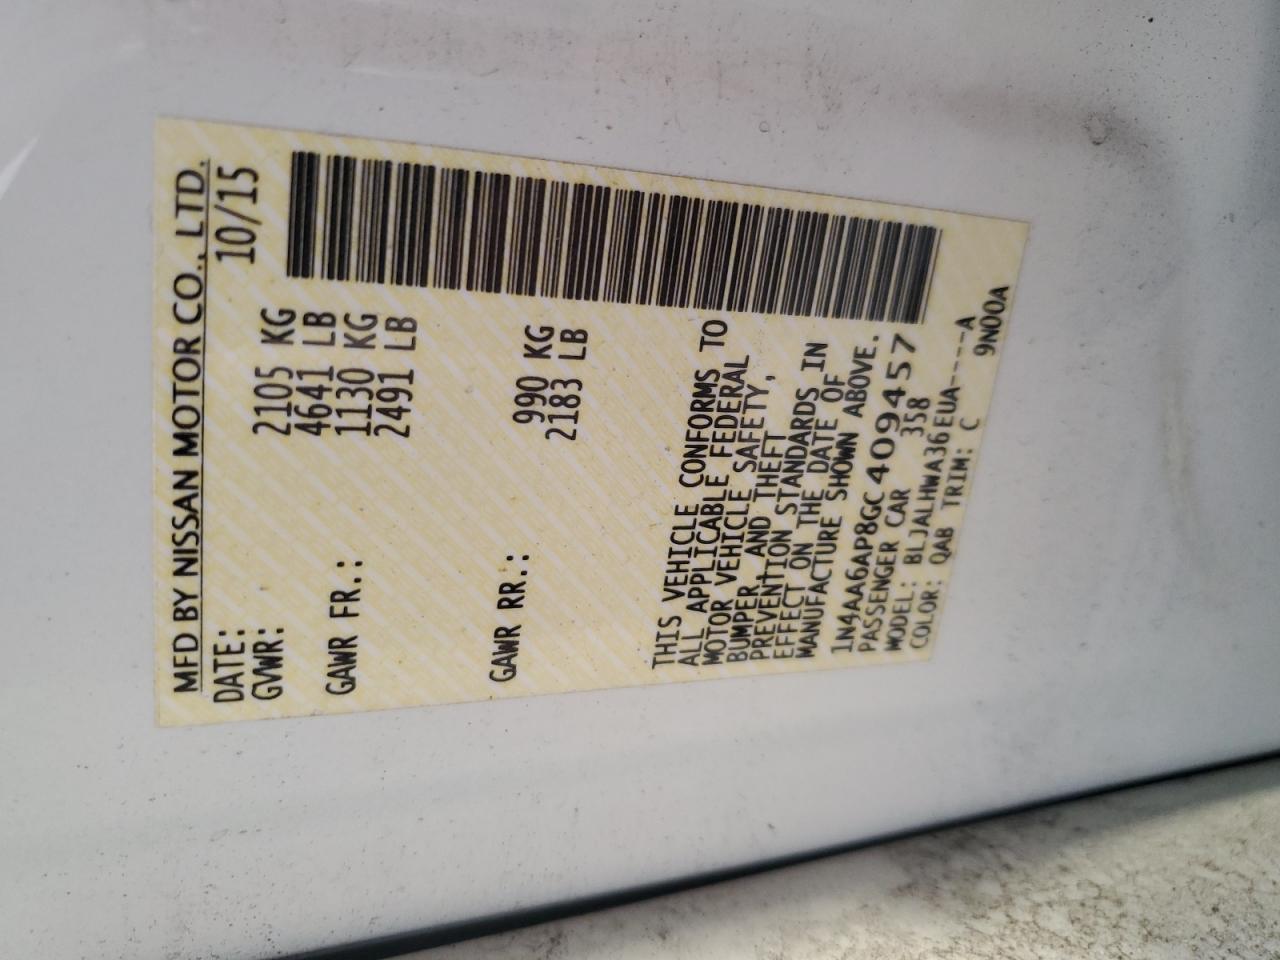 MFD BY NISSAN MOTOR CO., LTD.
DATE: 10/15
GVWR: 2105 KG
4641 LB
GAWR FR.: 1130 KG
2491 LB
GAWR RR.: 990 KG
2183 LB
THIS VEHICLE CONFORMS TO
ALL APPLICABLE FEDERAL
MOTOR VEHICLE SAFETY,
BUMPER, AND THEFT
PREVENTION STANDARDS IN
EFFECT ON THE DATE OF
MANUFACTURE SHOWN ABOVE.
1N4AA6AP8GC409457
PASSENGER CAR 358
MODEL: BLJALHWA36EUA----A
COLOR: QAB TRIM: C 9N00A